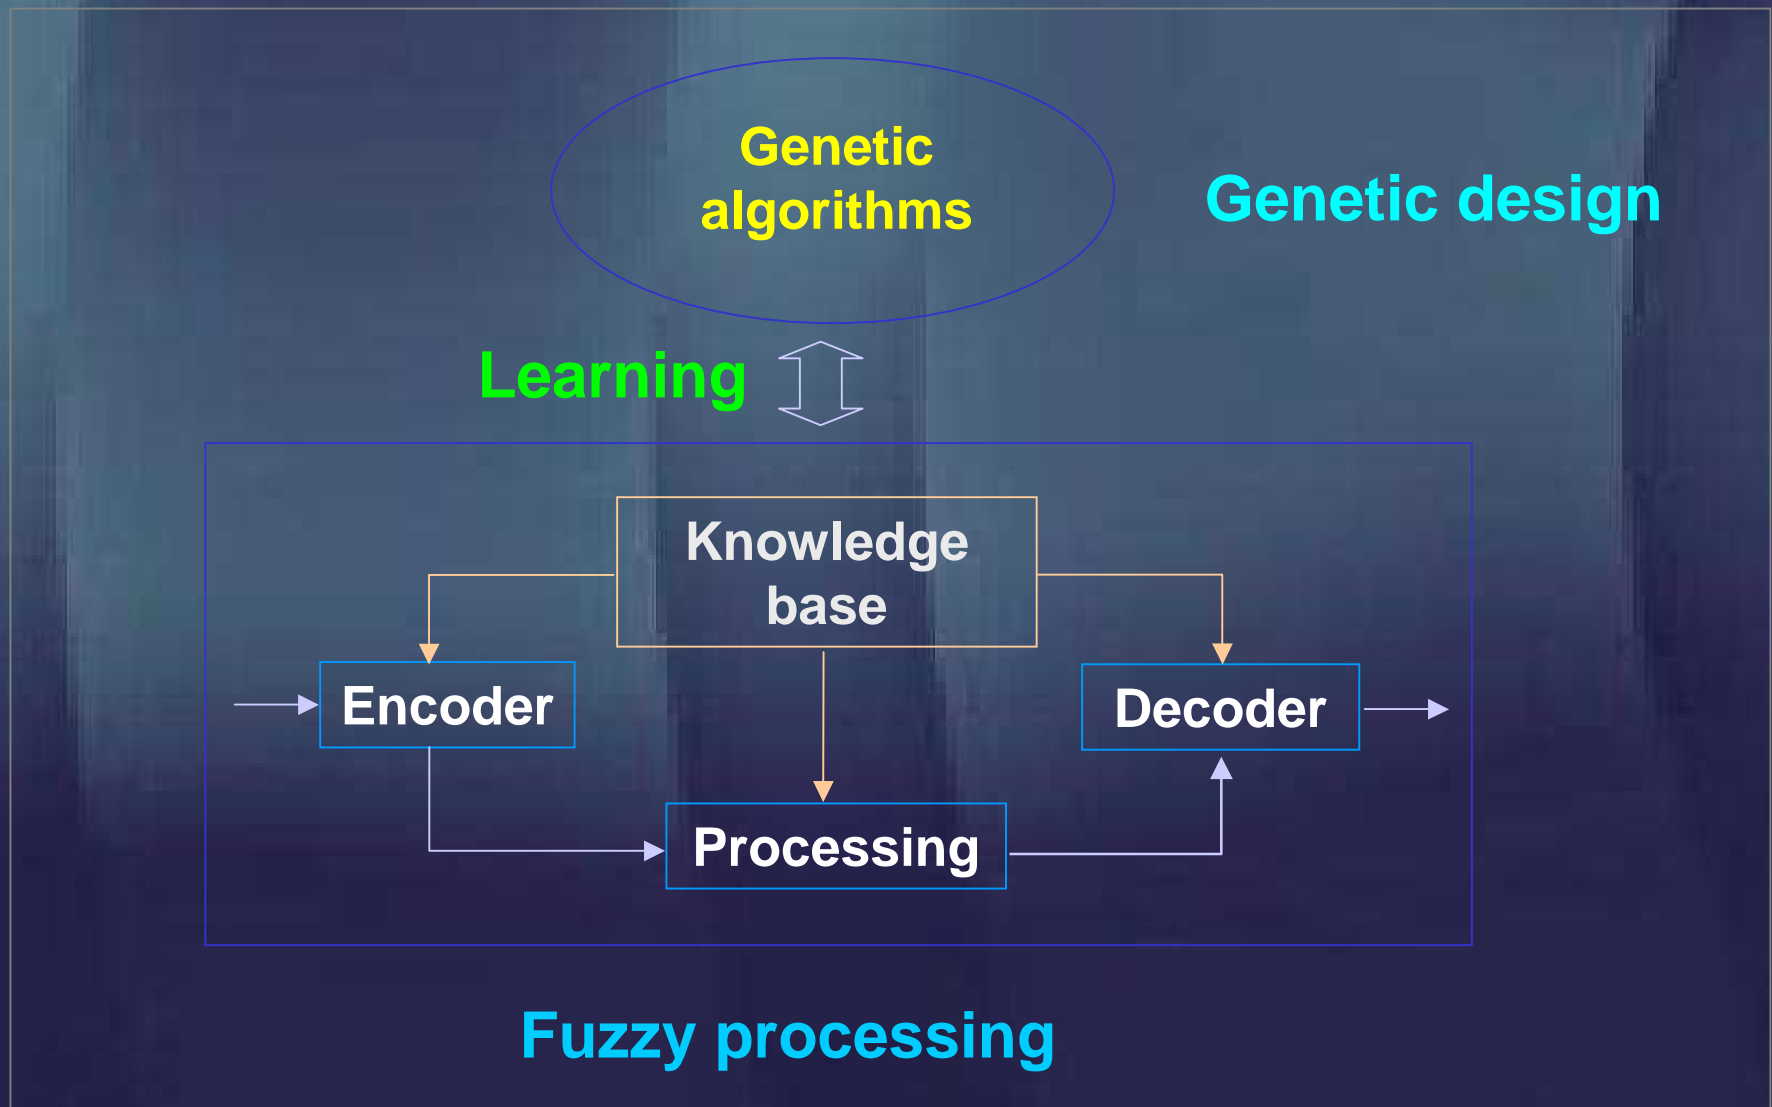 Genetic
algorithms
Genetic design
Learning
Knowledge
base
Encoder
Decoder
Processing
Fuzzy processing